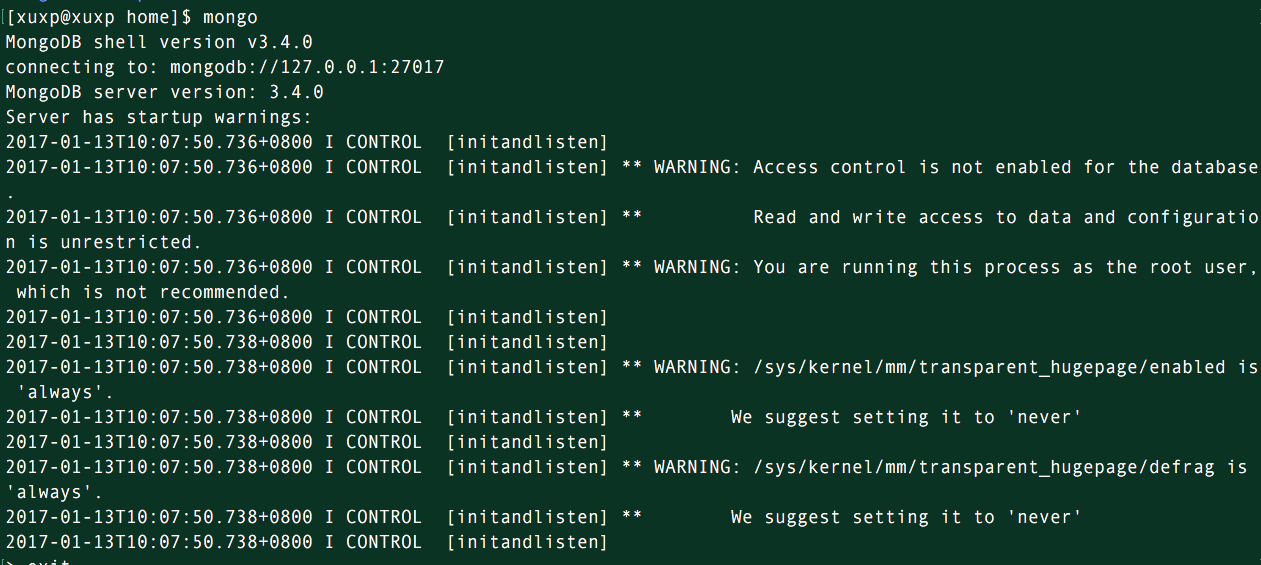 [[xuxp@xuxp home]$ mongo
MongoDB shell version v3.4.0
connecting to: mongodb://127.0.0.1:27017
MongoDB server version: 3.4.0
Server has startup warnings:
2017-01-13T10:07:50.736+0800 I CONTROL  [initandlisten]
2017-01-13T10:07:50.736+0800 I CONTROL  [initandlisten] ** WARNING: Access control is not enabled for the database
.
2017-01-13T10:07:50.736+0800 I CONTROL  [initandlisten] **          Read and write access to data and configuratio
n is unrestricted.
2017-01-13T10:07:50.736+0800 I CONTROL  [initandlisten] ** WARNING: You are running this process as the root user,
 which is not recommended.
2017-01-13T10:07:50.736+0800 I CONTROL  [initandlisten]
2017-01-13T10:07:50.738+0800 I CONTROL  [initandlisten]
2017-01-13T10:07:50.738+0800 I CONTROL  [initandlisten] ** WARNING: /sys/kernel/mm/transparent_hugepage/enabled is
 'always'.
2017-01-13T10:07:50.738+0800 I CONTROL  [initandlisten] **        We suggest setting it to 'never'
2017-01-13T10:07:50.738+0800 I CONTROL  [initandlisten]
2017-01-13T10:07:50.738+0800 I CONTROL  [initandlisten] ** WARNING: /sys/kernel/mm/transparent_hugepage/defrag is
'always'.
2017-01-13T10:07:50.738+0800 I CONTROL  [initandlisten] **        We suggest setting it to 'never'
2017-01-13T10:07:50.738+0800 I CONTROL  [initandlisten]
> exit